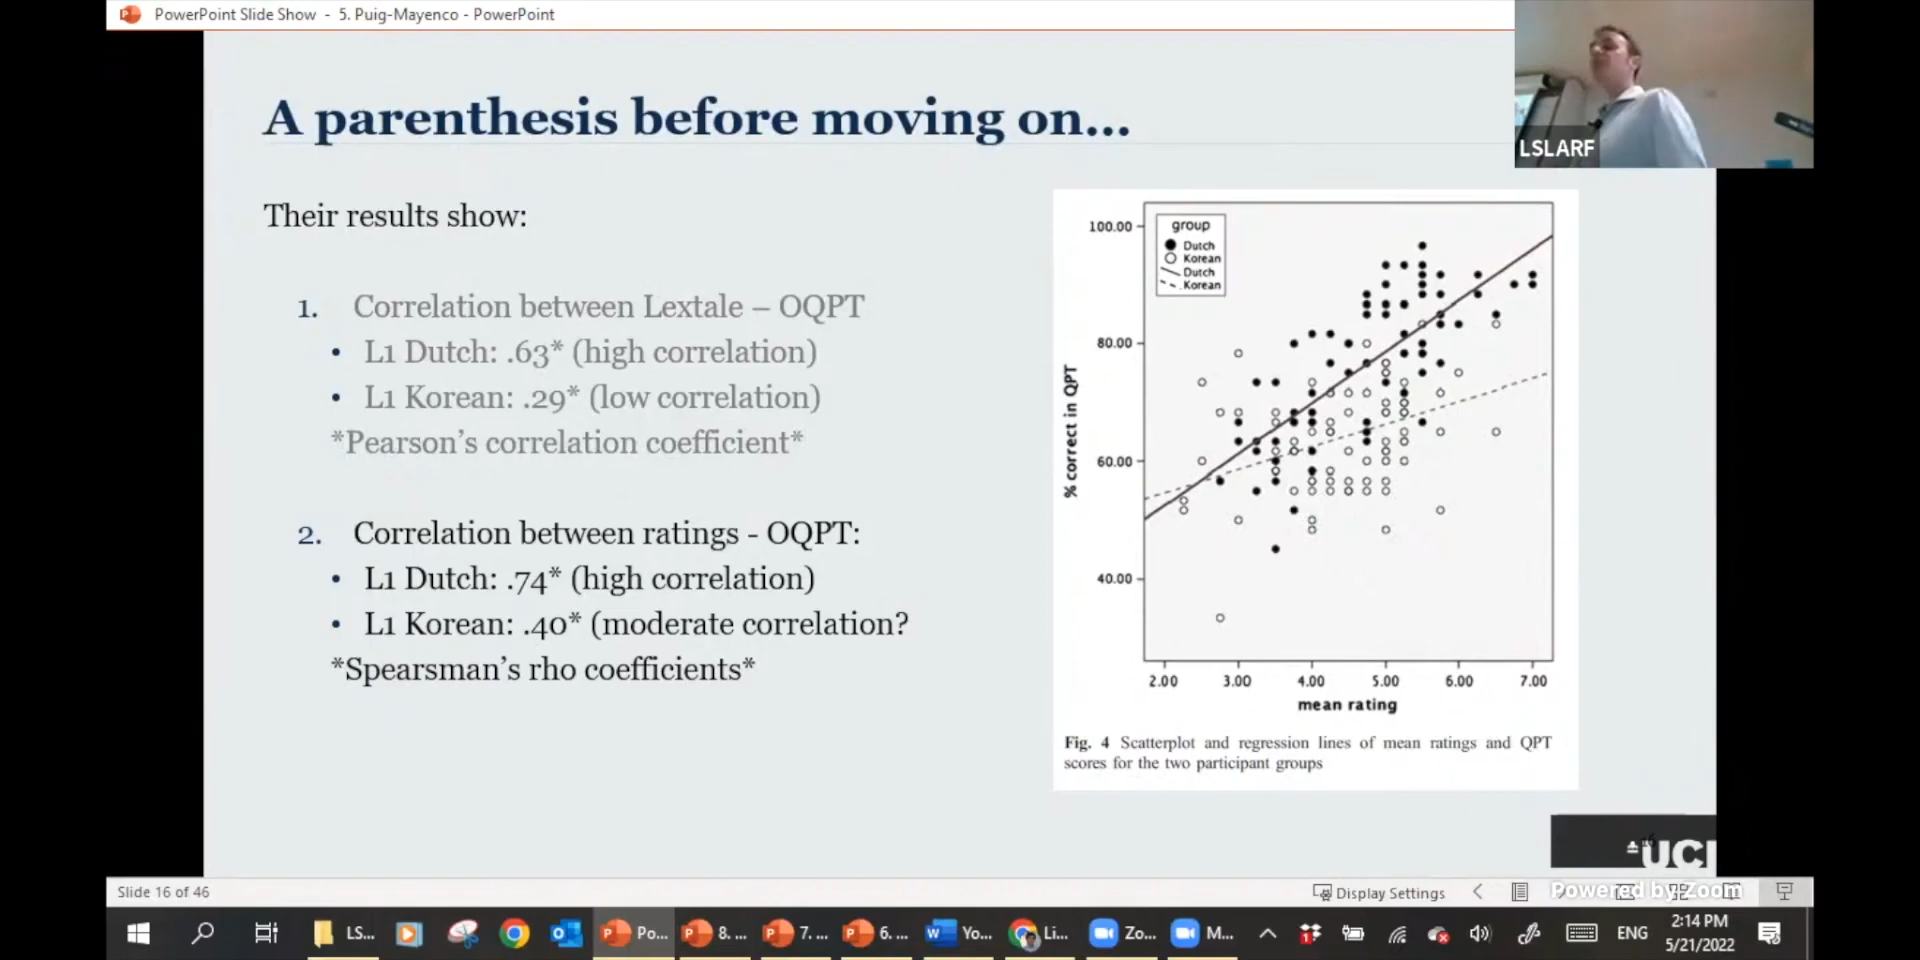 PowerPoint Slide Show - 5. Puig-Mayenco - PowerPoint
LSLARF
A parenthesis before moving on...
Their results show:
1. Correlation between Lextale – OQPT
• L1 Dutch: .63* (high correlation)
• L1 Korean: .29* (low correlation)
*Pearson's correlation coefficient*
2. Correlation between ratings - OQPT:
• L1 Dutch: .74* (high correlation)
• L1 Korean: .40* (moderate correlation?
*Spearsman's rho coefficients*
group
Dutch
Korean
Dutch
Korean
100.00
80.00
60.00
40.00
% correct in QPT
2.00 3.00 4.00 5.00 6.00 7.00
mean rating
Fig. 4 Scatterplot and regression lines of mean ratings and QPT
scores for the two participant groups
Slide 16 of 46
Display Settings
Powered by Zoom
LS...
Po...
8. ...
7. ...
6. ...
Yo...
Li...
Zo...
M...
ENG
2:14 PM
5/21/2022